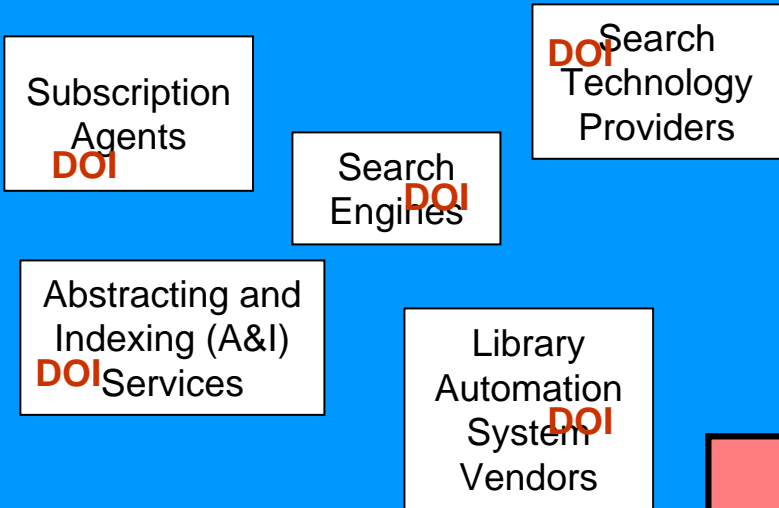 Subscription
Agents
DOI
DOI
Search
Technology
Providers
Search
Engines
DOI
Abstracting and
Indexing (A&I)
Services
DOI
Library
Automation
System
Vendors
DOI